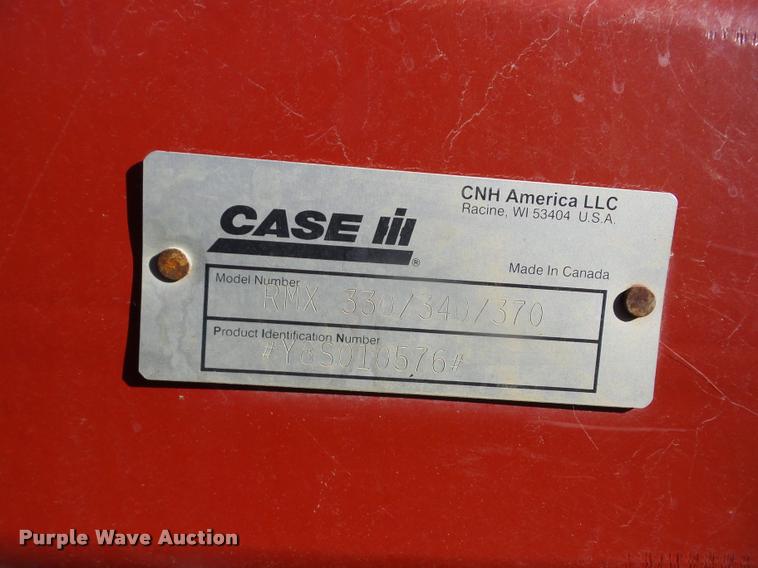 CNH America LLC
Racine, WI 53404 U.S.A.
CASE IH
®
Made In Canada
Model Number
RMX 330/340/370
Product Identification Number
Purple Wave Auction